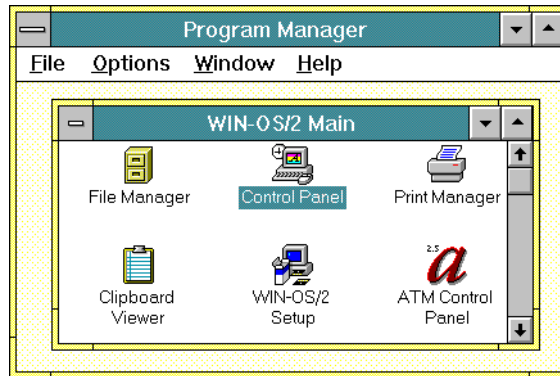 Program Manager
File Options Window Help
WIN-OS/2 Main
File Manager Control Panel Print Manager
2.5
Clipboard WIN-OS/2 ATM Control
Viewer Setup Panel